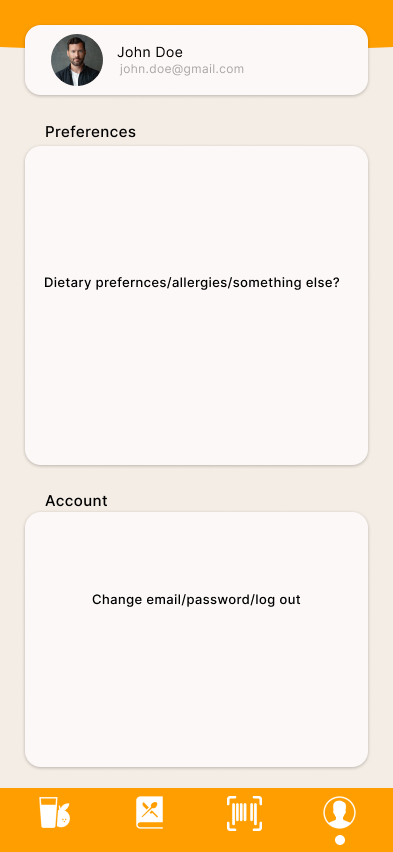 John Doe
john.doe@gmail.com
Preferences
Dietary prefernces/allergies/something else?
Account
Change email/password/log out